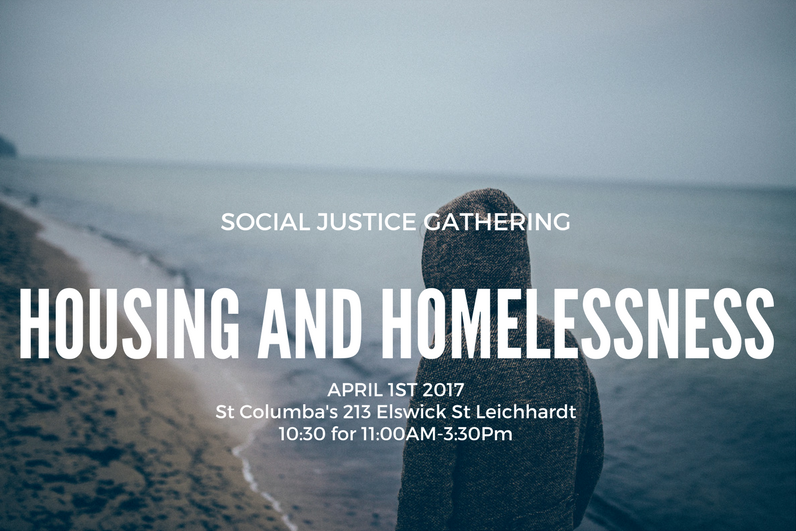 SOCIAL JUSTICE GATHERING
HOUSING AND HOMELESSNESS
APRIL 1ST 2017
St Columba's 213 Elswick St Leichhardt
10:30 for 11:00AM-3:30Pm